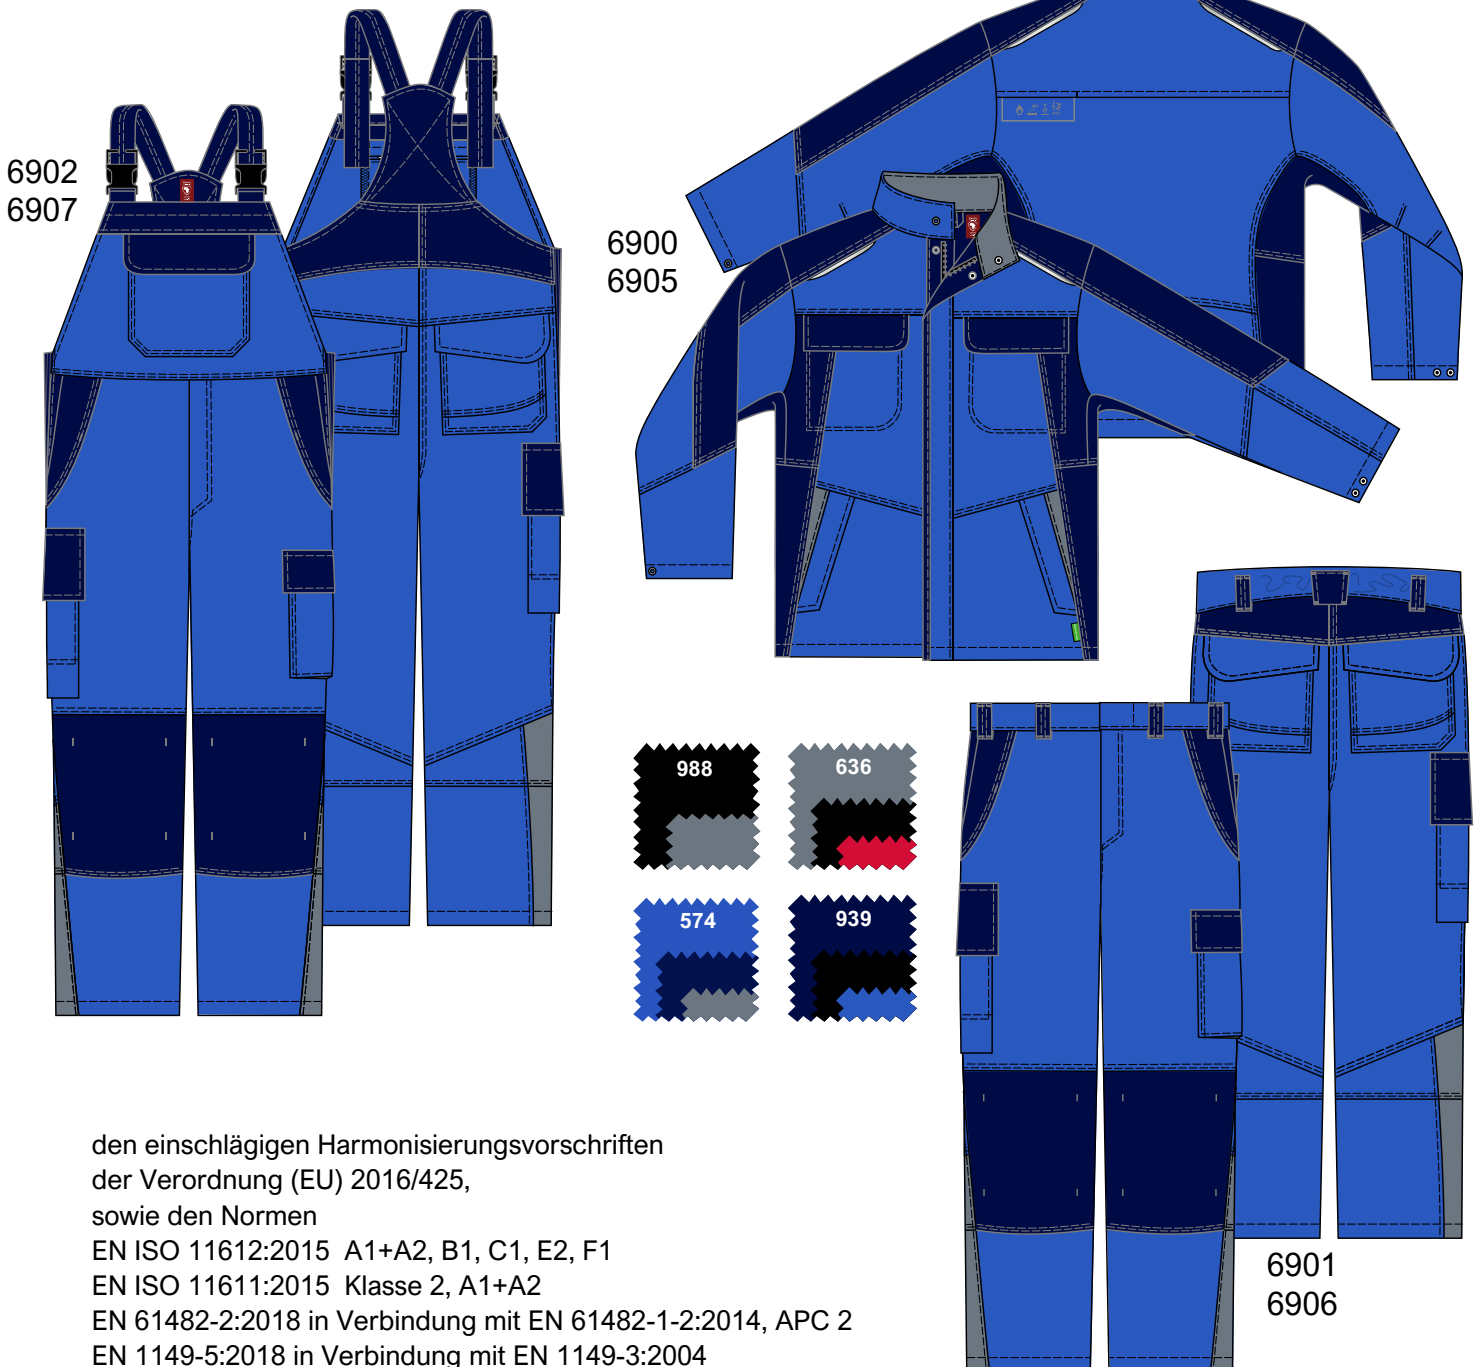 6902
6907
6900
6905
988
636
574
939
den einschlägigen Harmonisierungsvorschriften
der Verordnung (EU) 2016/425,
sowie den Normen
EN ISO 11612:2015 A1+A2, B1, C1, E2, F1
EN ISO 11611:2015 Klasse 2, A1+A2
EN 61482-2:2018 in Verbindung mit EN 61482-1-2:2014, APC 2
EN 1149-5:2018 in Verbindung mit EN 1149-3:2004
6901
6906